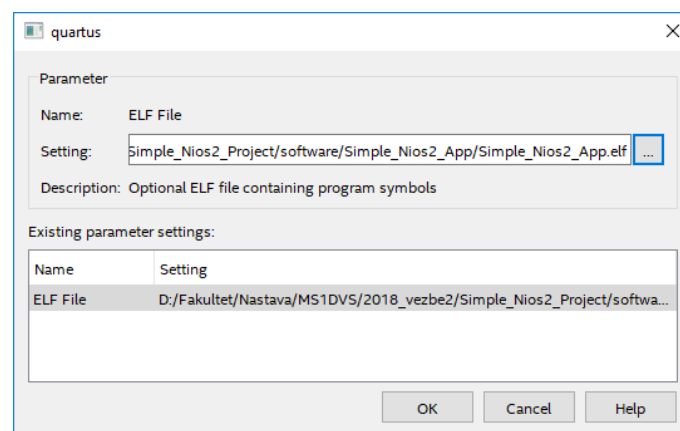 quartus
Parameter
Name: ELF File
Setting: Simple_Nios2_Project/software/Simple_Nios2_App/Simple_Nios2_App.elf ...
Description: Optional ELF file containing program symbols
Existing parameter settings:
Name Setting
ELF File D:/Fakultet/Nastava/MS1DVS/2018_vezbe2/Simple_Nios2_Project/softwa...
OK Cancel Help